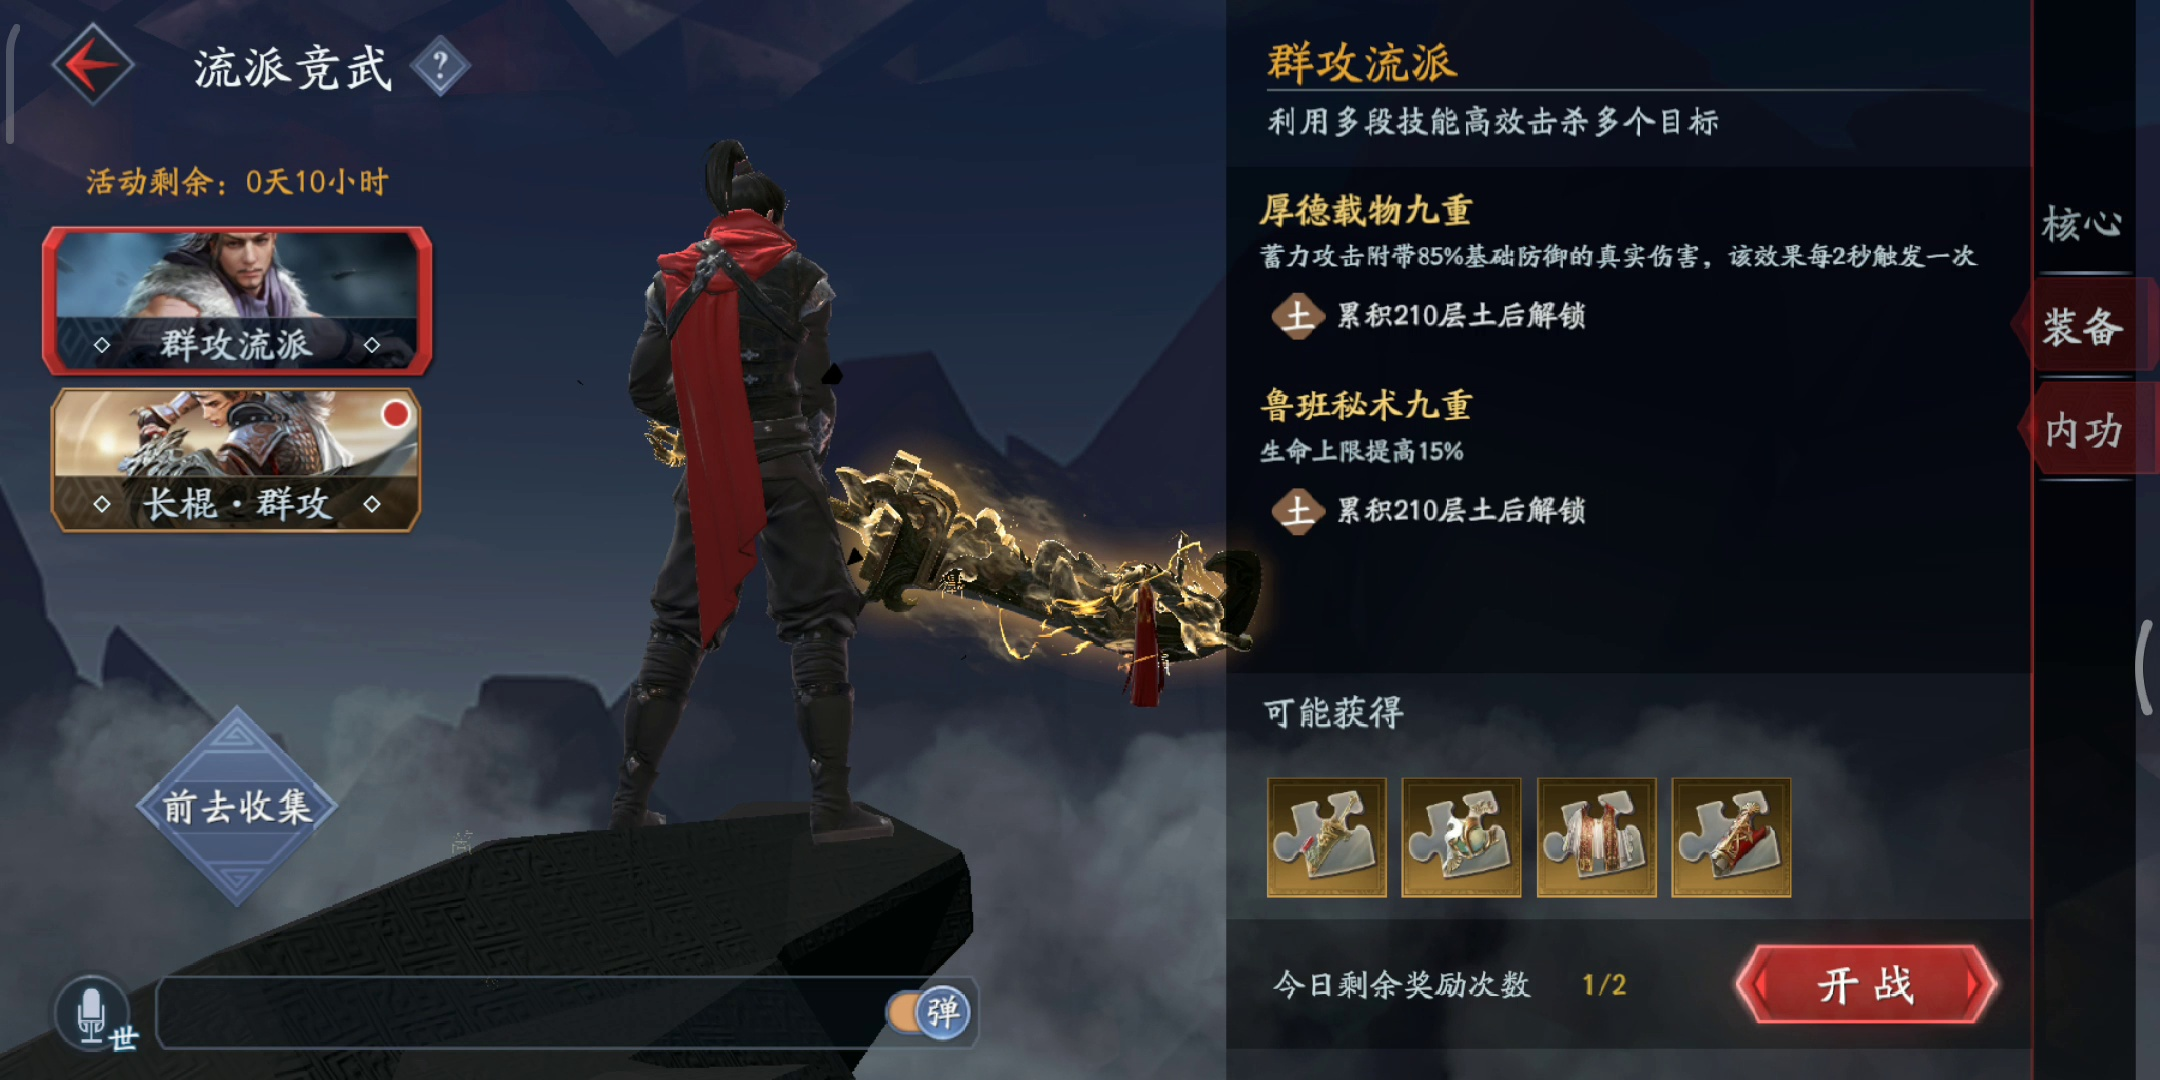 流派竞武
?
活动剩余：0天10小时
群攻流派
长棍·群攻
前去收集
世
弹
群攻流派
利用多段技能高效击杀多个目标
厚德载物九重
蓄力攻击附带85%基础防御的真实伤害，该效果每2秒触发一次
土 累积210层土后解锁
鲁班秘术九重
生命上限提高15%
土 累积210层土后解锁
可能获得
今日剩余奖励次数 1/2
开战
核心
装备
内功